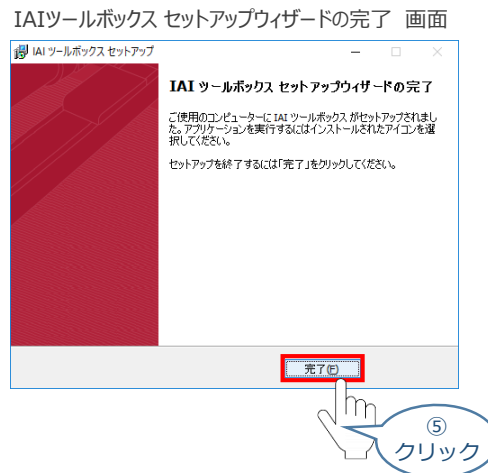 IAIツールボックス セットアップウィザードの完了 画面
IAI ツールボックス セットアップ
IAI ツールボックス セットアップウィザードの完了
ご使用のコンピューターに IAI ツールボックス がセットアップされまし
た。アプリケーションを実行するにはインストールされたアイコンを選
択してください。
セットアップを終了するには「完了」をクリックしてください。
完了(F)
⑤
クリック